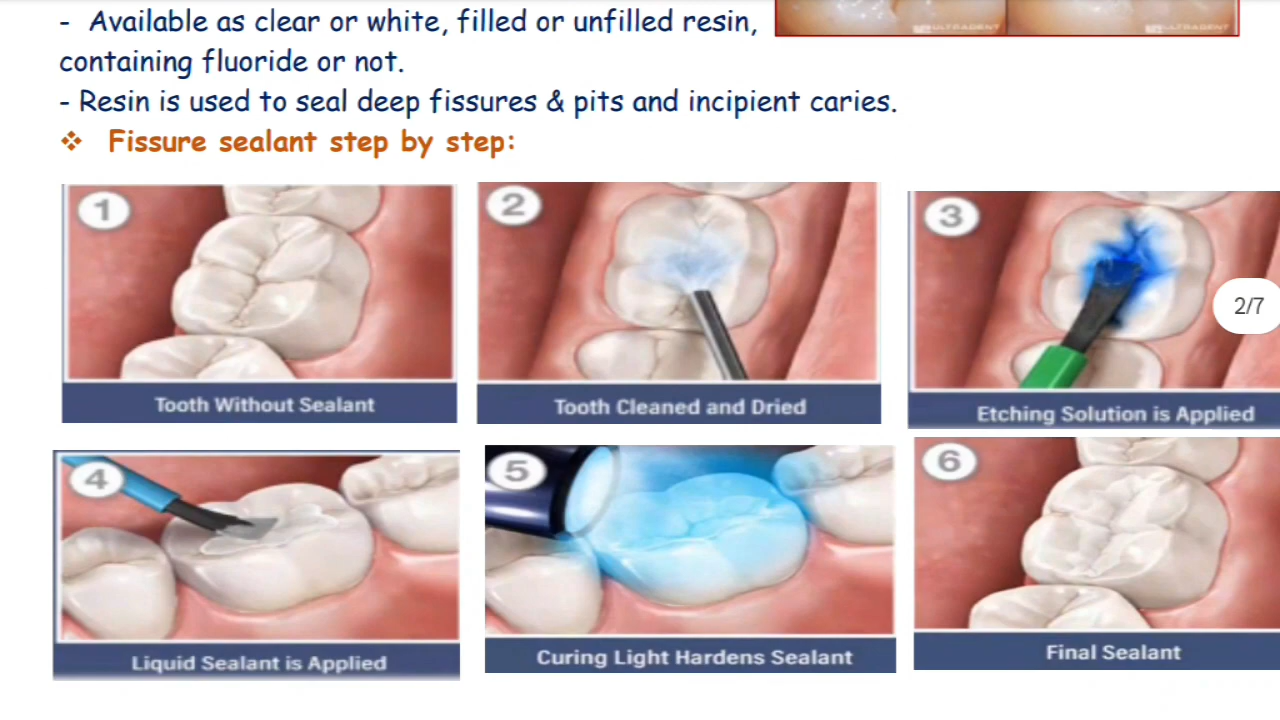 - Available as clear or white, filled or unfilled resin,
ULTRADENT ULTRADENT
containing fluoride or not.
- Resin is used to seal deep fissures & pits and incipient caries.
❖ Fissure sealant step by step:
1 2 3
2/7
Tooth Without Sealant Tooth Cleaned and Dried Etching Solution is Applied
4 5 6
Liquid Sealant is Applied Curing Light Hardens Sealant Final Sealant